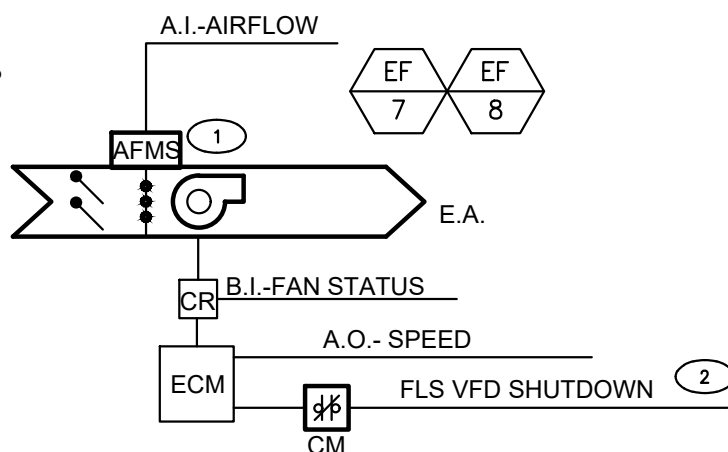 A.I.-AIRFLOW
EF EF
7 8
AFMS 1
E.A.
CR B.I.-FAN STATUS
A.O.- SPEED
ECM
FLS VFD SHUTDOWN 2
CM